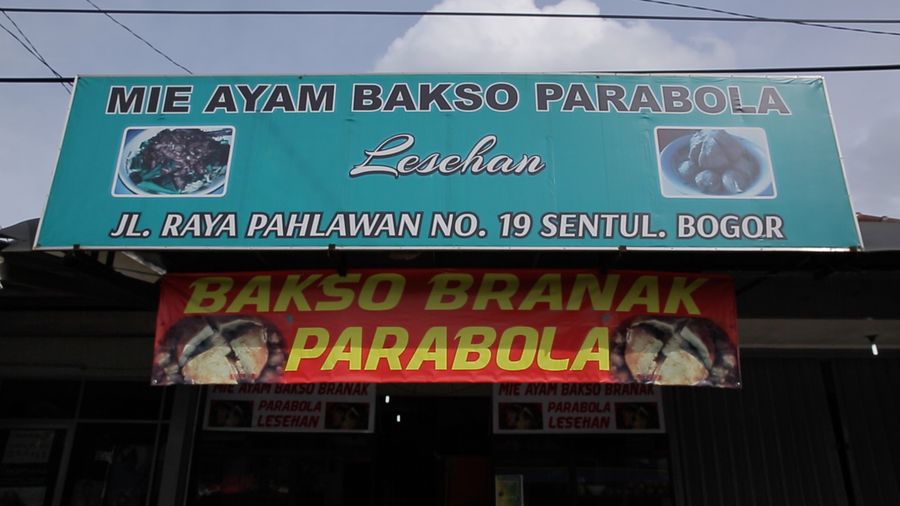 MIE AYAM BAKSO PARABOLA
Lesehan
JL. RAYA PAHLAWAN NO. 19 SENTUL. BOGOR
BAKSO BRANAK
PARABOLA
MIE AYAM BAKSO BRANAK
PARABOLA
LESEHAN
MIE AYAM BAKSO BRANAK
PARABOLA
LESEHAN